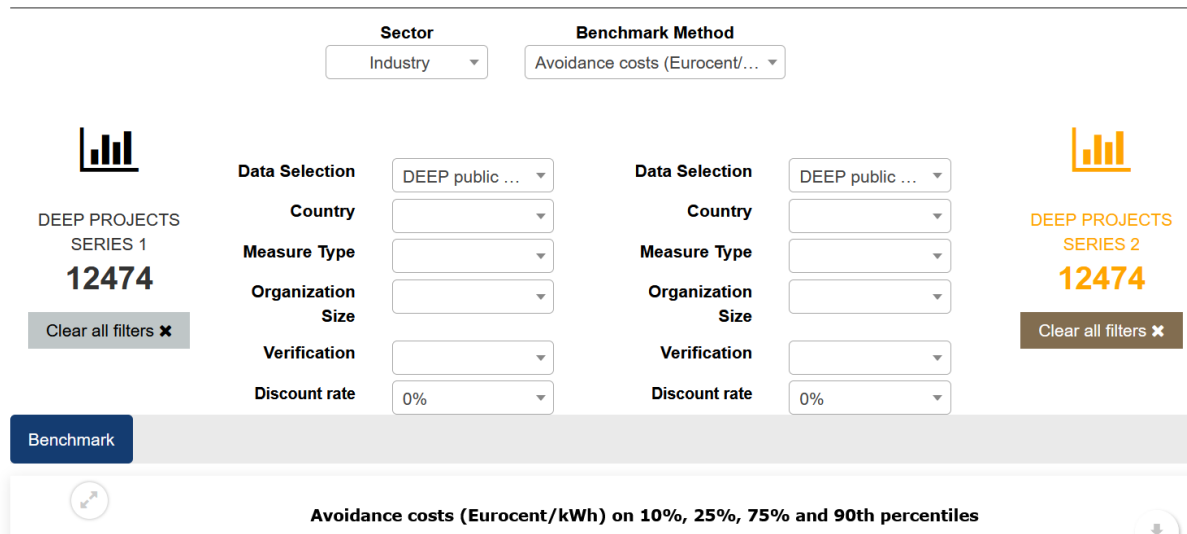 Sector
Benchmark Method
Industry
Avoidance costs (Eurocent/…
DEEP PROJECTS
SERIES 1
12474
Clear all filters ✖
Data Selection
DEEP public …
Country
Measure Type
Organization
Size
Verification
Discount rate
0%
Data Selection
DEEP public …
Country
Measure Type
Organization
Size
Verification
Discount rate
0%
DEEP PROJECTS
SERIES 2
12474
Clear all filters ✖
Benchmark
Avoidance costs (Eurocent/kWh) on 10%, 25%, 75% and 90th percentiles